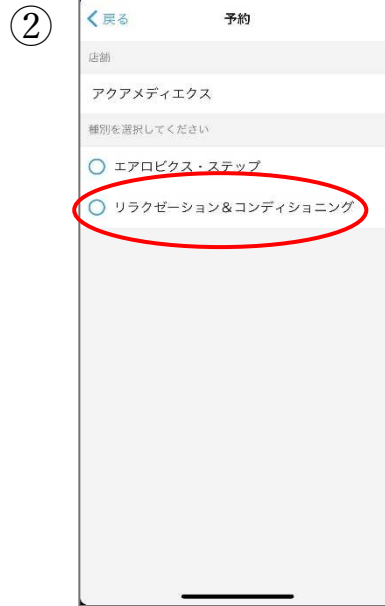 ②
戻る
予約
店舗
アクアメディエクス
種別を選択してください
エアロビクス・ステップ
リラクゼーション＆コンディショニング